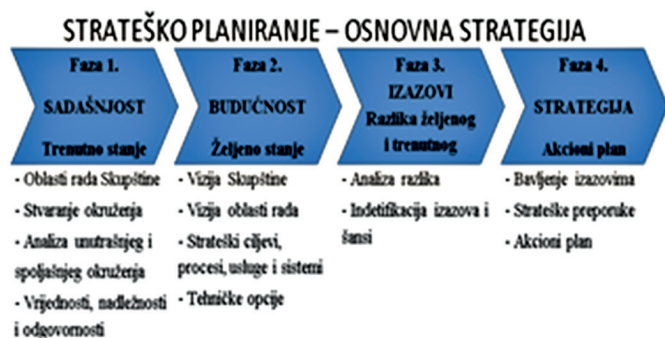 STRATEŠKO PLANIRANJE – OSNOVNA STRATEGIJA
Faza 1.
SADAŠNJOST
Trenutno stanje
- Oblasti rada Skupštine
- Stvaranje okruženja
- Analiza unutrašnjeg i
spoljašnjeg okruženja
- Vrijednosti, nadležnosti
i odgovornosti
Faza 2.
BUDUĆNOST
Željeno stanje
- Vizija Skupštine
- Vizija oblasti rada
- Strateški ciljevi,
procesi, usluge i sistemi
- Tehničke opcije
Faza 3.
IZAZOVI
Razlika željenog
i trenutnog
- Analiza razlika
- Indetifikacija izazova i
šansi
Faza 4.
STRATEGIJA
Akcioni plan
- Bavljenje izazovima
- Strateške preporuke
- Akcioni plan